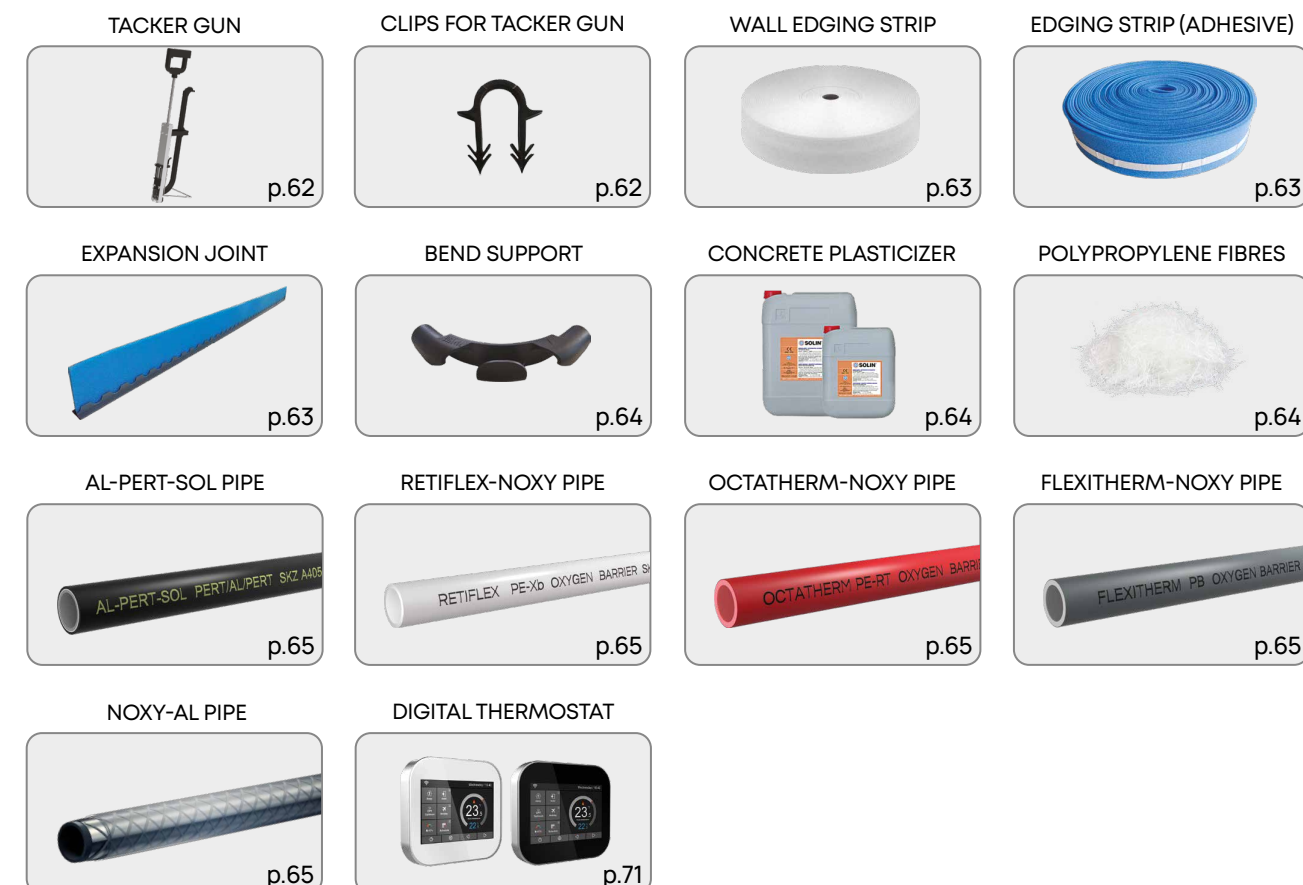 TACKER GUN
p.62
CLIPS FOR TACKER GUN
p.62
WALL EDGING STRIP
p.63
EDGING STRIP (ADHESIVE)
p.63
EXPANSION JOINT
p.63
BEND SUPPORT
p.64
CONCRETE PLASTICIZER
SOLIN
SOLIN
p.64
POLYPROPYLENE FIBRES
p.64
AL-PERT-SOL PIPE
AL-PERT-SOL PERT/AL/PERT SKZ A405
p.65
RETIFLEX-NOXY PIPE
RETIFLEX PE-Xb OXYGEN BARRIER
p.65
OCTATHERM-NOXY PIPE
OCTATHERM PE-RT OXYGEN
p.65
FLEXITHERM-NOXY PIPE
FLEXITHERM PB OXYGEN BARRIER
p.65
NOXY-AL PIPE
p.65
DIGITAL THERMOSTAT
23
22
23
22
p.71